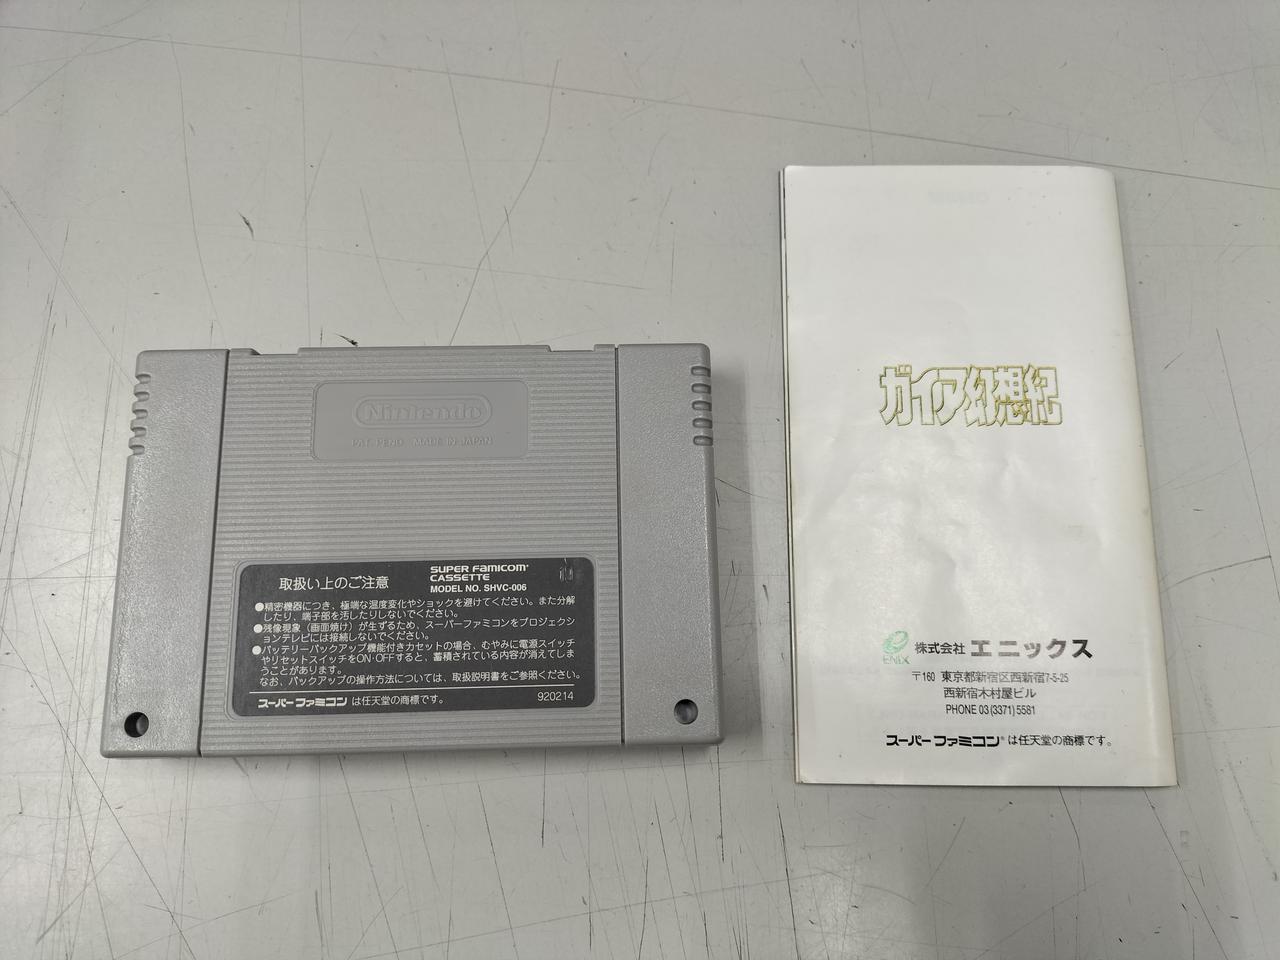 Nintendo
PAT. PEND. MADE IN JAPAN
取扱い上のご注意
SUPER FAMICOM
CASSETTE
MODEL NO. SHVC-006
●精密機器につき、極端な温度変化やショックを避けてください。また分解
したり、端子部を汚したりしないでください。
●残像現象（画面焼け）が生ずるため、スーパーファミコンをプロジェクシ
ョンテレビには接続しないでください。
●バッテリーバックアップ機能付きカセットの場合、むやみに電源スイッチ
やリセットスイッチをON・OFFすると、蓄積されている内容が消えてしま
うことがあります。
なお、バックアップの操作方法については、取扱説明書をご参照ください。
スーパーファミコンは任天堂の商標です。
920214
ガイア幻想紀
ENIX
株式会社エニックス
〒160 東京都新宿区西新宿7-5-25
西新宿木村屋ビル
PHONE 03(3371)5581
スーパーファミコン®は任天堂の商標です。